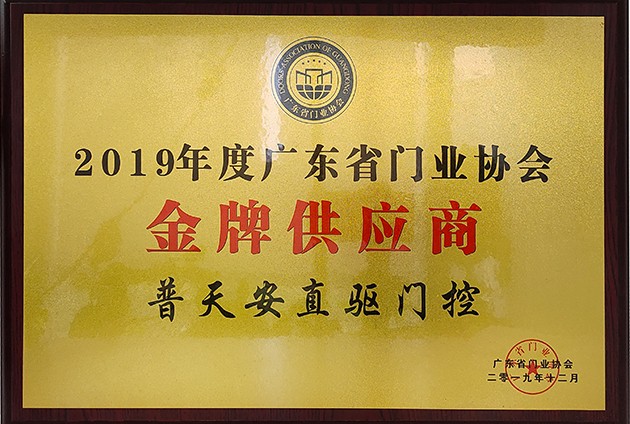 DOORS ASSOCIATION OF GUANGDONG
广东省门业协会
2019年度广东省门业协会
金牌供应商
普天安直驱门控
广东省门业协会
二零一九年十二月